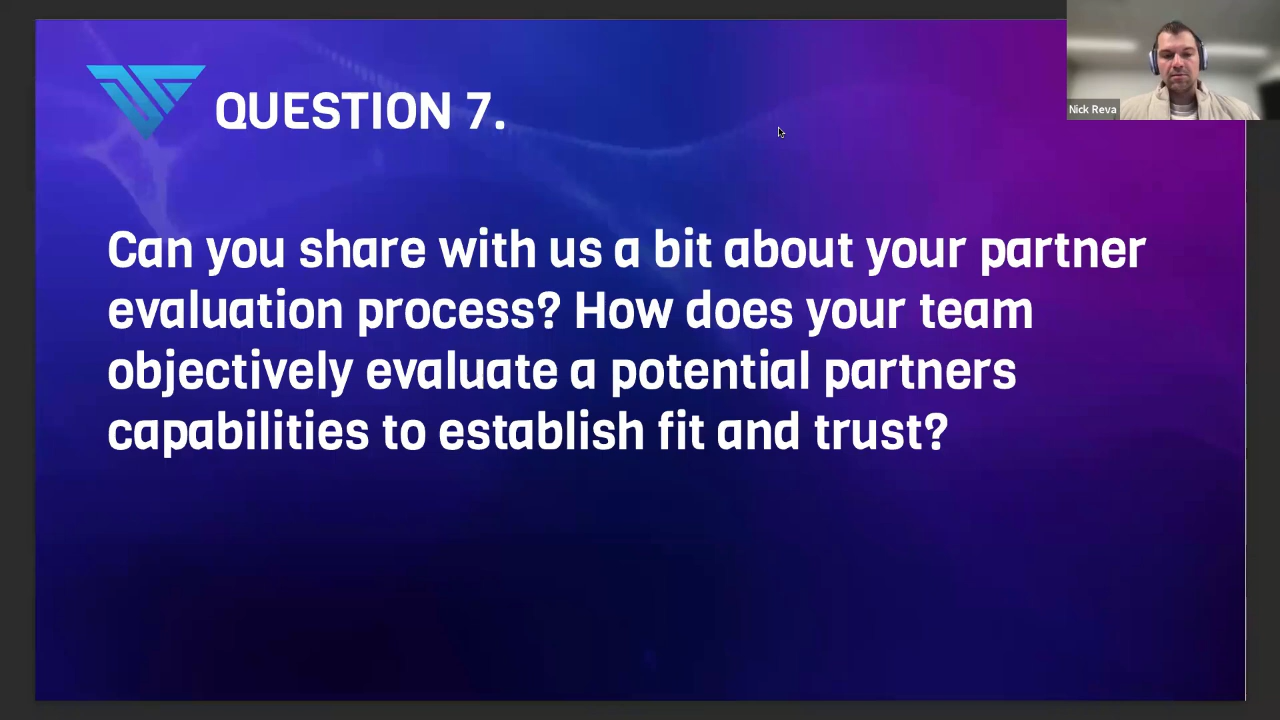 QUESTION 7.
Nick Reva
Can you share with us a bit about your partner
evaluation process? How does your team
objectively evaluate a potential partners
capabilities to establish fit and trust?